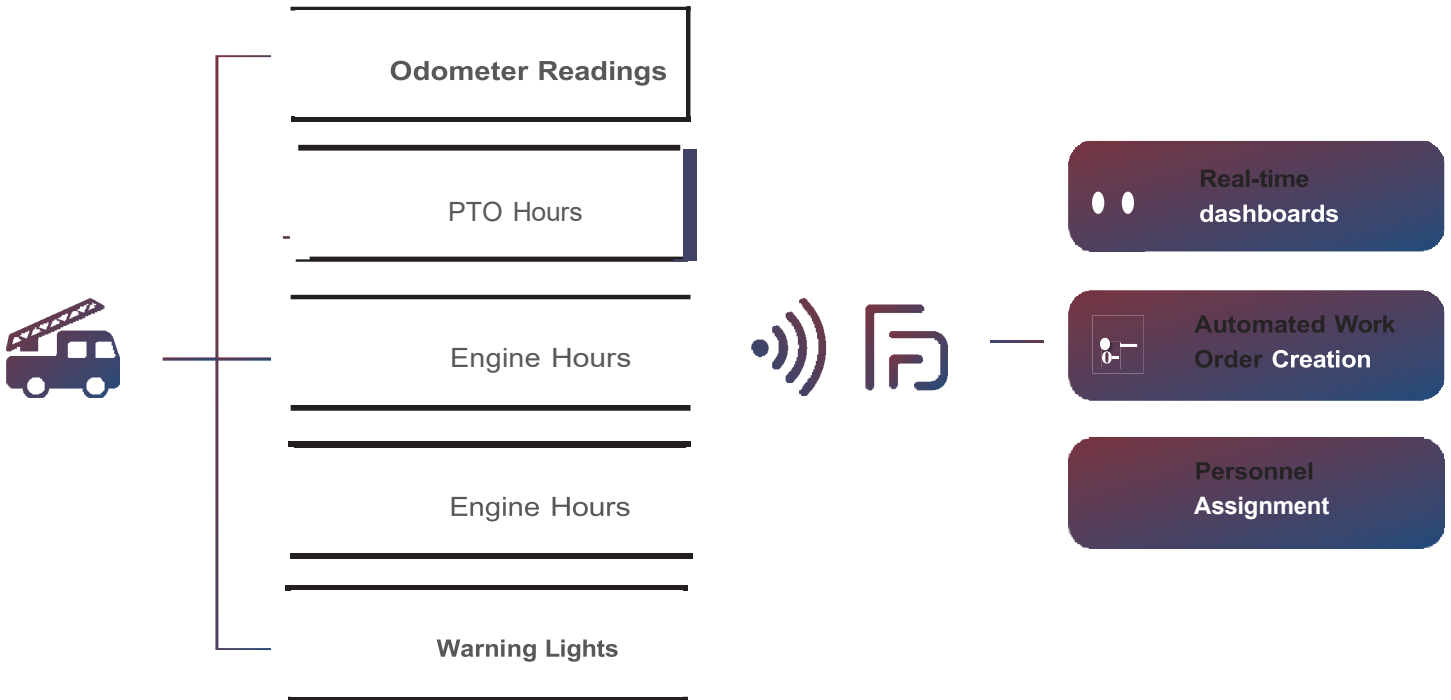 Odometer Readings
PTO Hours
Engine Hours
Engine Hours
Warning Lights
Real-time
dashboards
Automated Work
Order Creation
Personnel
Assignment